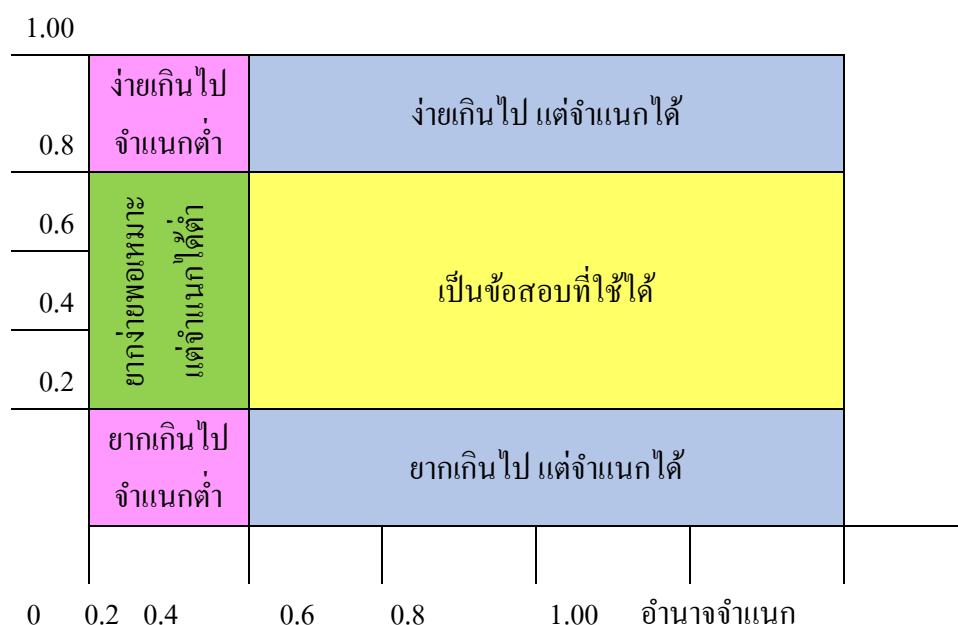 1.00
ง่ายเกินไป
จำแนกต่ำ
ง่ายเกินไป แต่จำแนกได้
0.8
0.6
0.4
0.2
ยากง่ายพอเหมาะ
แต่จำแนกได้ต่ำ
เป็นข้อสอบที่ใช้ได้
ยากเกินไป
จำแนกต่ำ
ยากเกินไป แต่จำแนกได้
0 0.2 0.4 0.6 0.8 1.00 อำนาจจำแนก